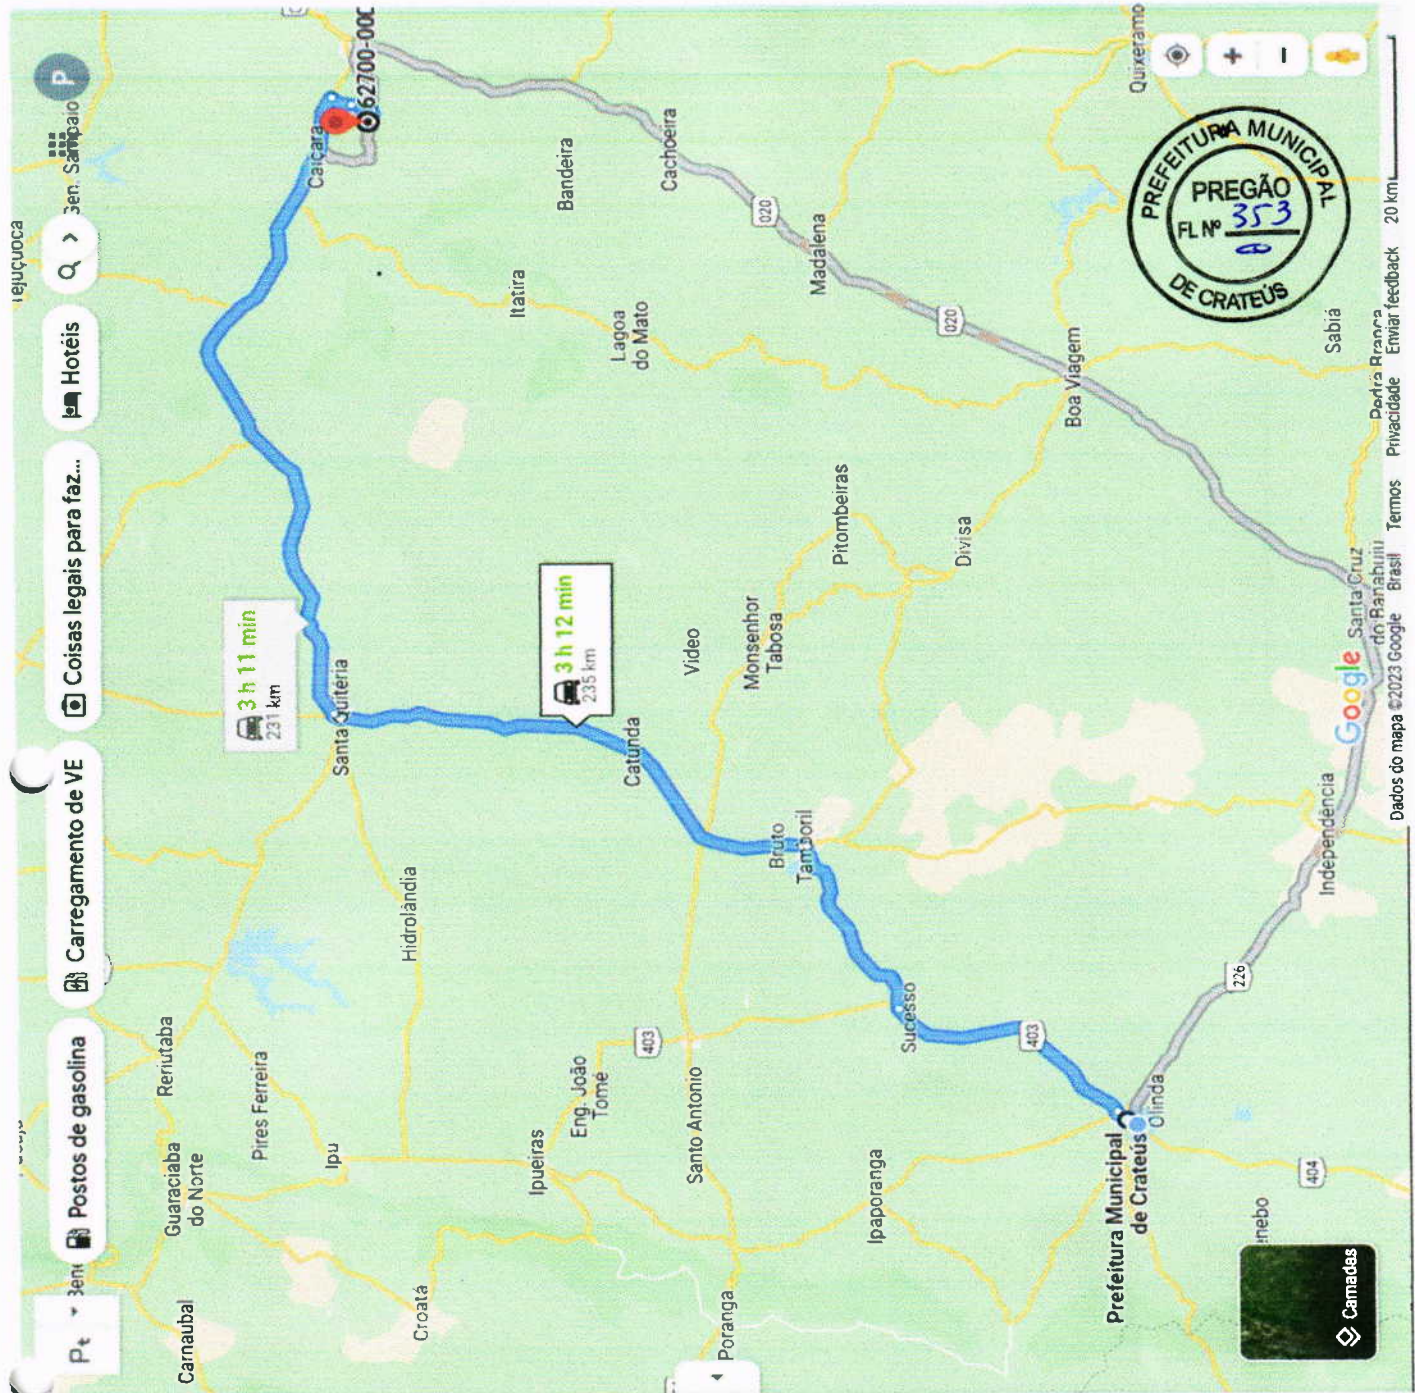 Postos de gasolina
Carregamento de VE
Coisas legais para faz...
Hotéis
P
Tejuçuoca
Carnaubal
Guaraciaba
do Norte
Reriutaba
Pires Ferreira
Ipu
Croatá
Hidrolândia
3 h 11 min
231 km
Santa Quitéria
Caiçara
62700-000
Ipueiras
Eng. João
Tomé
403
3 h 12 min
235 km
Catunda
Itatira
Bandeira
Lagoa
do Mato
Cachoeira
Poranga
Santo Antonio
Video
Monsenhor
Tabosa
020
Bruto
Tamboril
Pitombeiras
Madalena
Ipaporanga
Sucesso
Divisa
020
403
Boa Viagem
Quixeramo
Prefeitura Municipal
de Crateús
Olinda
226
404
Independência
Santa Cruz
do Banabuiú
Sabiá
Pedra Branca
Camadas
Google
Dados do mapa ©2023 Google Brasil Termos Privacidade Enviar feedback 20 km
PREFEITURA MUNICIPAL
PREGÃO
FL Nº 353
DE CRATEÚS